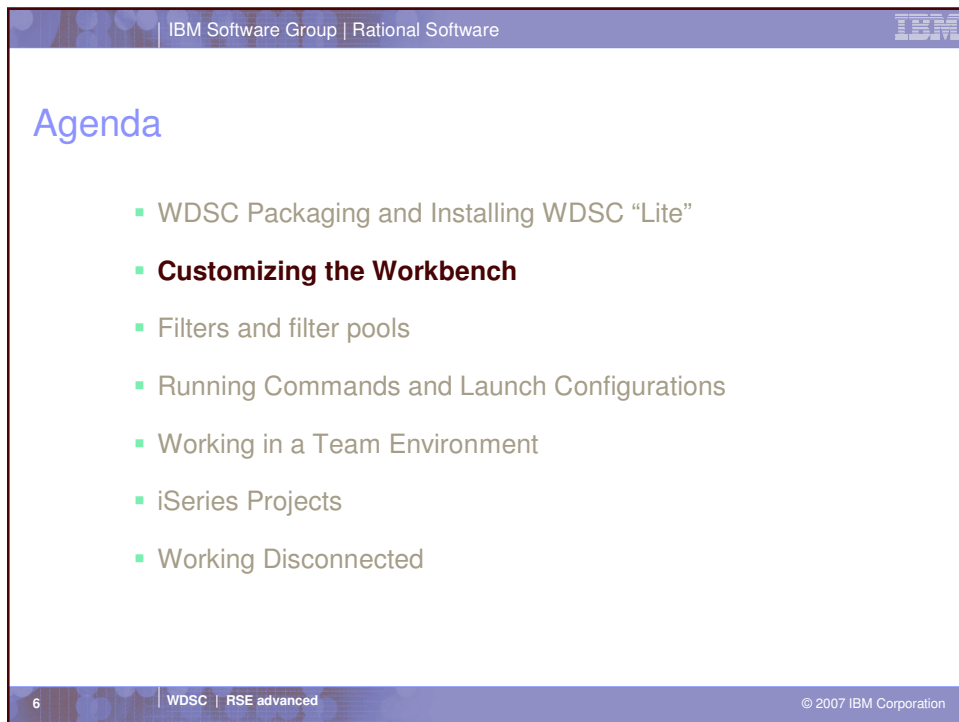 IBM Software Group | Rational Software
IBM
Agenda
WDSC Packaging and Installing WDSC “Lite”
Customizing the Workbench
Filters and filter pools
Running Commands and Launch Configurations
Working in a Team Environment
iSeries Projects
Working Disconnected
6
WDSC | RSE advanced
© 2007 IBM Corporation